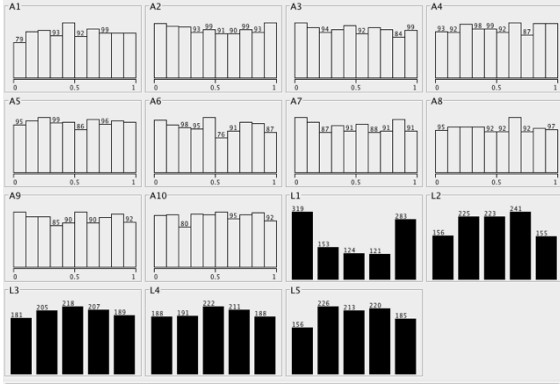 A1
79 93 92 99
0 0.5 1
A2
93 99 91 90 99 93
0 0.5 1
A3
94 92 84 99
0 0.5 1
A4
93 92 98 99 92 87
0 0.5 1
A5
95 99 86 96
0 0.5 1
A6
98 95 76 91 87
0 0.5 1
A7
87 91 88 91 91
0 0.5 1
A8
95 92 92 92 97
0 0.5 1
A9
85 90 90 92
0 0.5 1
A10
80 95 92
0 0.5 1
L1
319 153 124 121 283
L2
156 225 223 241 155
L3
181 205 218 207 189
L4
188 191 222 211 188
L5
156 226 213 220 185